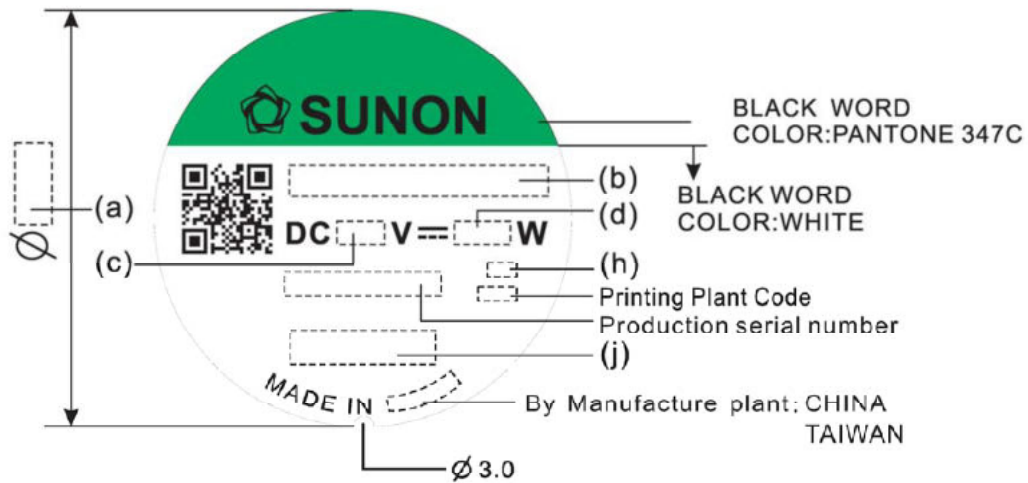 SUNON
BLACK WORD
COLOR:PANTONE 347C
BLACK WORD
COLOR:WHITE
(a)
(b)
(c)
(d)
DC V W
(h)
Printing Plant Code
Production serial number
(j)
MADE IN
By Manufacture plant; CHINA
TAIWAN
Ø
Ø 3.0